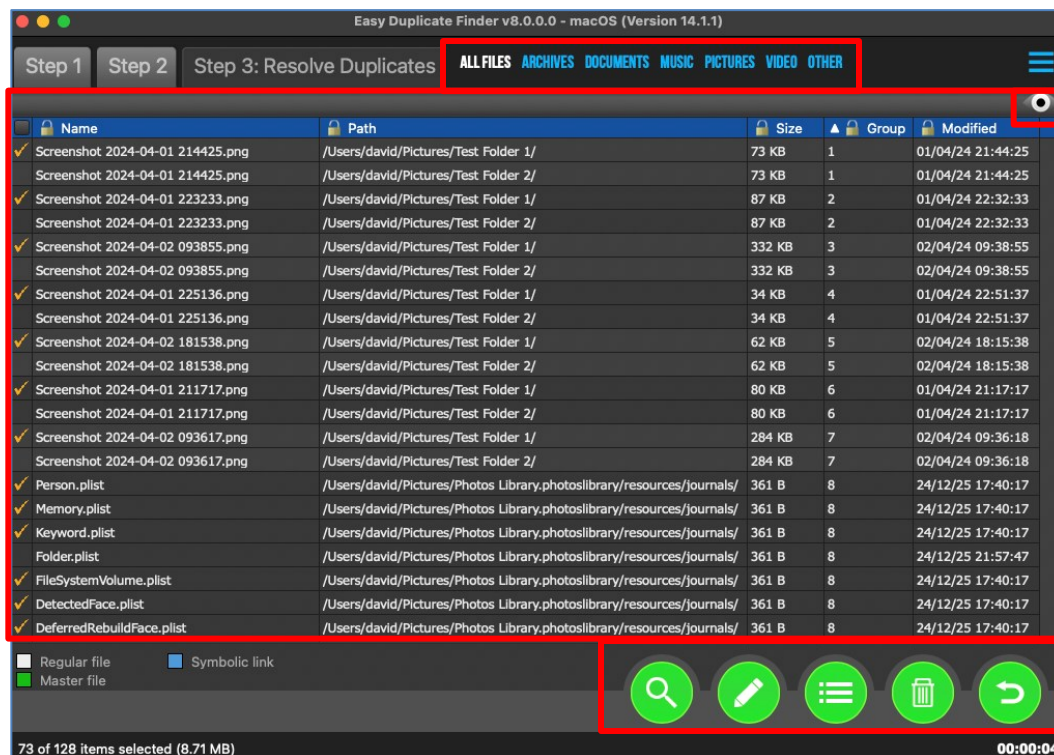 Easy Duplicate Finder v8.0.0.0 - macOS (Version 14.1.1)
Step 1 Step 2 Step 3: Resolve Duplicates ALL FILES ARCHIVES DOCUMENTS MUSIC PICTURES VIDEO OTHER
Name Path Size Group Modified
Screenshot 2024-04-01 214425.png /Users/david/Pictures/Test Folder 1/ 73 KB 1 01/04/24 21:44:25
Screenshot 2024-04-01 214425.png /Users/david/Pictures/Test Folder 2/ 73 KB 1 01/04/24 21:44:25
Screenshot 2024-04-01 223233.png /Users/david/Pictures/Test Folder 1/ 87 KB 2 01/04/24 22:32:33
Screenshot 2024-04-01 223233.png /Users/david/Pictures/Test Folder 2/ 87 KB 2 01/04/24 22:32:33
Screenshot 2024-04-02 093855.png /Users/david/Pictures/Test Folder 1/ 332 KB 3 02/04/24 09:38:55
Screenshot 2024-04-02 093855.png /Users/david/Pictures/Test Folder 2/ 332 KB 3 02/04/24 09:38:55
Screenshot 2024-04-01 225136.png /Users/david/Pictures/Test Folder 1/ 34 KB 4 01/04/24 22:51:37
Screenshot 2024-04-01 225136.png /Users/david/Pictures/Test Folder 2/ 34 KB 4 01/04/24 22:51:37
Screenshot 2024-04-02 181538.png /Users/david/Pictures/Test Folder 1/ 62 KB 5 02/04/24 18:15:38
Screenshot 2024-04-02 181538.png /Users/david/Pictures/Test Folder 2/ 62 KB 5 02/04/24 18:15:38
Screenshot 2024-04-01 211717.png /Users/david/Pictures/Test Folder 1/ 80 KB 6 01/04/24 21:17:17
Screenshot 2024-04-01 211717.png /Users/david/Pictures/Test Folder 2/ 80 KB 6 01/04/24 21:17:17
Screenshot 2024-04-02 093617.png /Users/david/Pictures/Test Folder 1/ 284 KB 7 02/04/24 09:36:18
Screenshot 2024-04-02 093617.png /Users/david/Pictures/Test Folder 2/ 284 KB 7 02/04/24 09:36:18
Person.plist /Users/david/Pictures/Photos Library.photoslibrary/resources/journals/ 361 B 8 24/12/25 17:40:17
Memory.plist /Users/david/Pictures/Photos Library.photoslibrary/resources/journals/ 361 B 8 24/12/25 17:40:17
Keyword.plist /Users/david/Pictures/Photos Library.photoslibrary/resources/journals/ 361 B 8 24/12/25 17:40:17
Folder.plist /Users/david/Pictures/Photos Library.photoslibrary/resources/journals/ 361 B 8 24/12/25 21:57:47
FileSystemVolume.plist /Users/david/Pictures/Photos Library.photoslibrary/resources/journals/ 361 B 8 24/12/25 17:40:17
DetectedFace.plist /Users/david/Pictures/Photos Library.photoslibrary/resources/journals/ 361 B 8 24/12/25 17:40:17
DeferredRebuildFace.plist /Users/david/Pictures/Photos Library.photoslibrary/resources/journals/ 361 B 8 24/12/25 17:40:17
Regular file Symbolic link
Master file
73 of 128 items selected (8.71 MB) 00:00:04